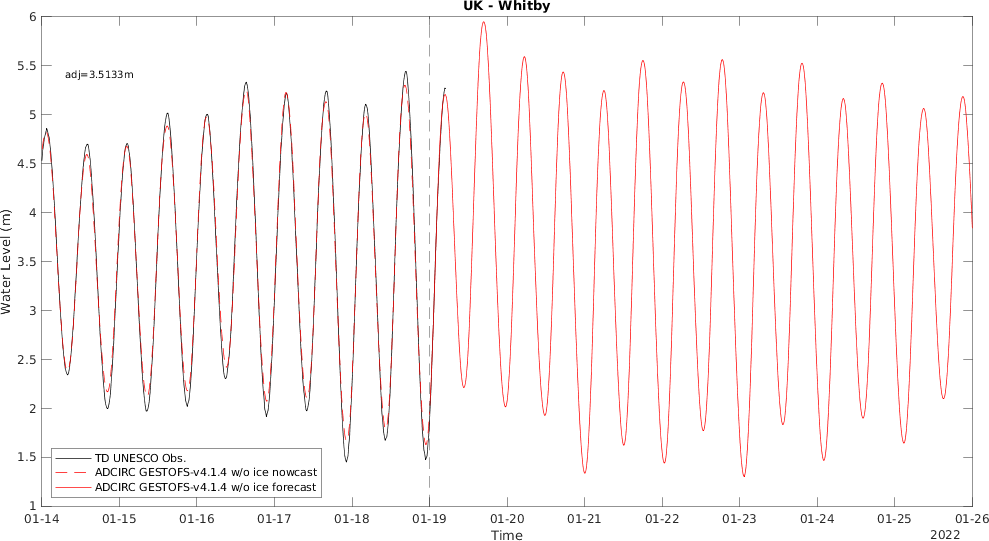 UK - Whitby
adj=3.5133m
Water Level (m)
6
5.5
5
4.5
4
3.5
3
2.5
2
1.5
1
TD UNESCO Obs.
ADCIRC GESTOFS-v4.1.4 w/o ice nowcast
ADCIRC GESTOFS-v4.1.4 w/o ice forecast
01-14 01-15 01-16 01-17 01-18 01-19 01-20 01-21 01-22 01-23 01-24 01-25 01-26
Time
2022